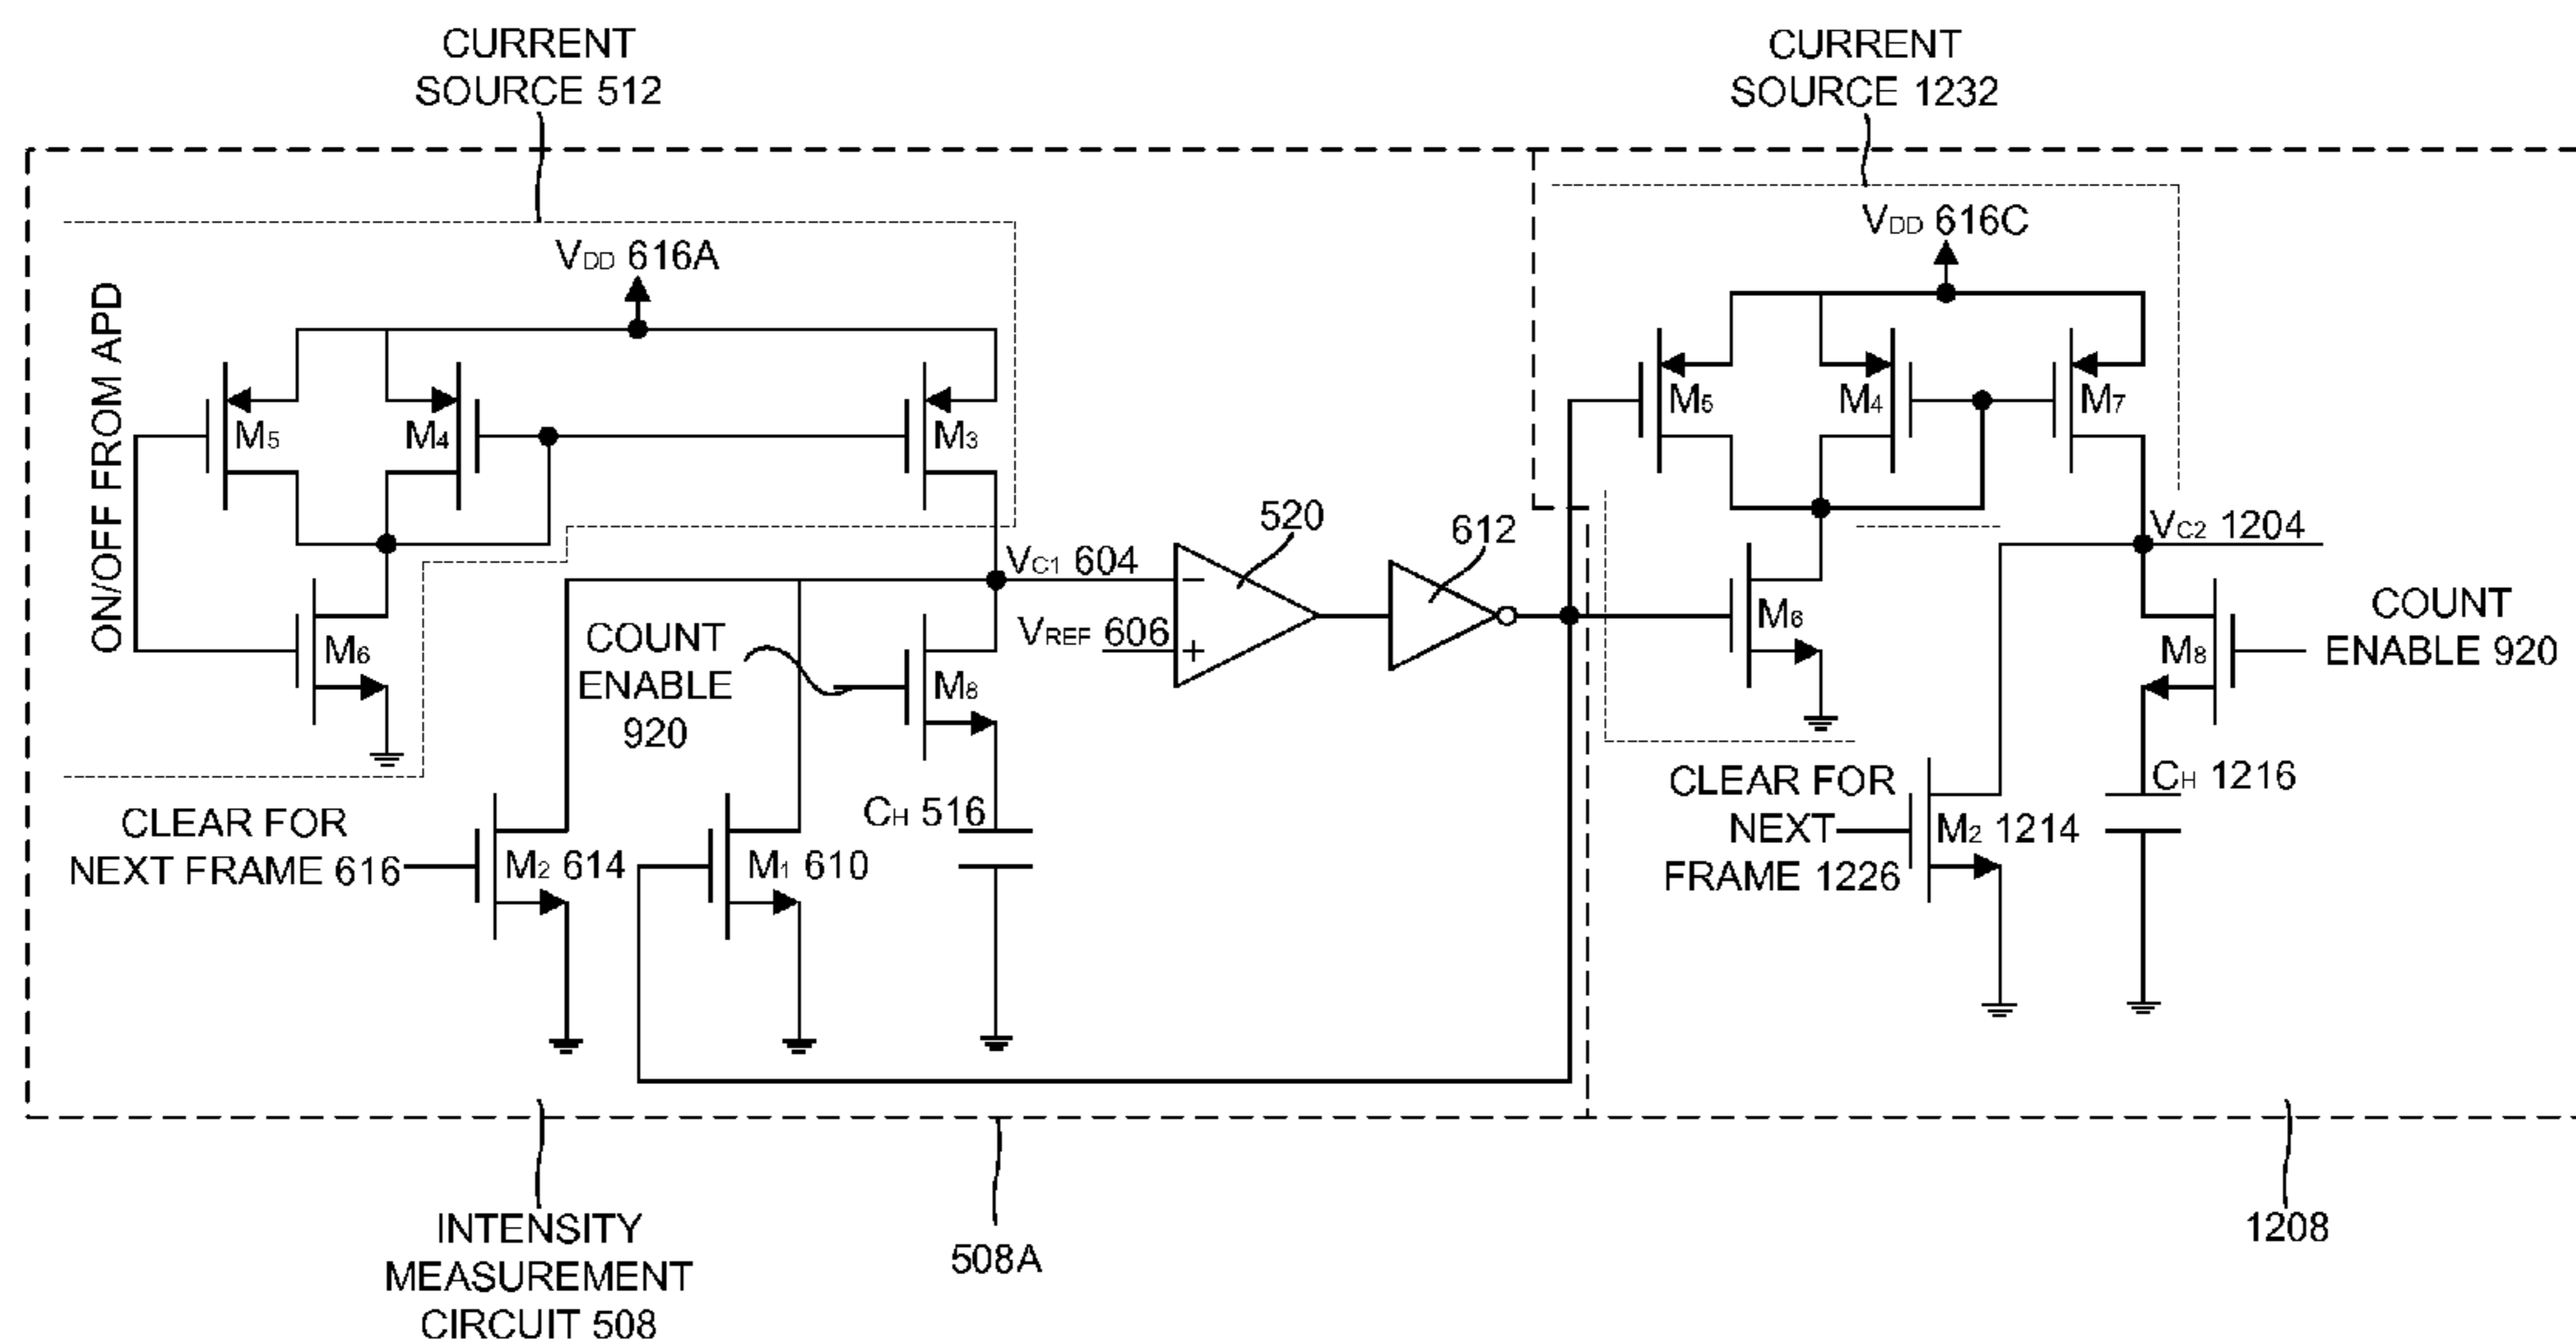 CURRENT
SOURCE 512
CURRENT
SOURCE 1232
VDD 616A
VDD 616C
ON/OFF FROM APD
M5
M4
M3
M6
VC1 604
VREF 606
−
+
520
612
COUNT
ENABLE
920
M8
CH 516
CLEAR FOR
NEXT FRAME 616
M2 614
M1 610
M5
M4
M7
M6
VC2 1204
COUNT
ENABLE 920
M8
CLEAR FOR
NEXT
FRAME 1226
M2 1214
CH 1216
INTENSITY
MEASUREMENT
CIRCUIT 508
508A
1208